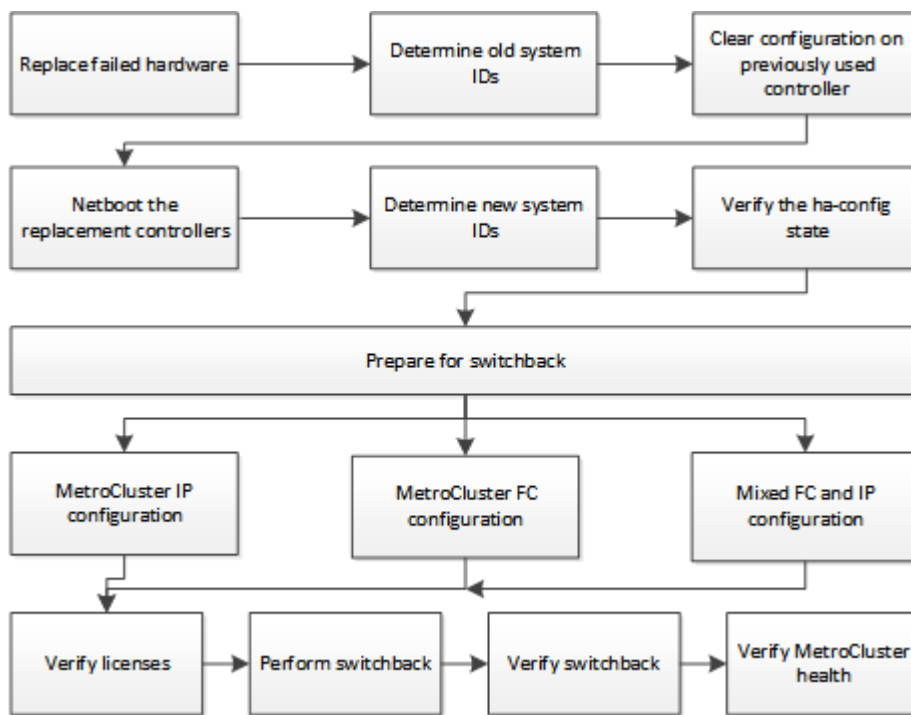 Replace failed hardware
Determine old system
IDs
Clear configuration on
previously used
controller
Netboot the
replacement controllers
Determine new system
IDs
Verify the ha-config
state
Prepare for switchback
MetroCluster IP
configuration
MetroCluster FC
configuration
Mixed FC and IP
configuration
Verify licenses
Perform switchback
Verify switchback
Verify MetroCluster
health